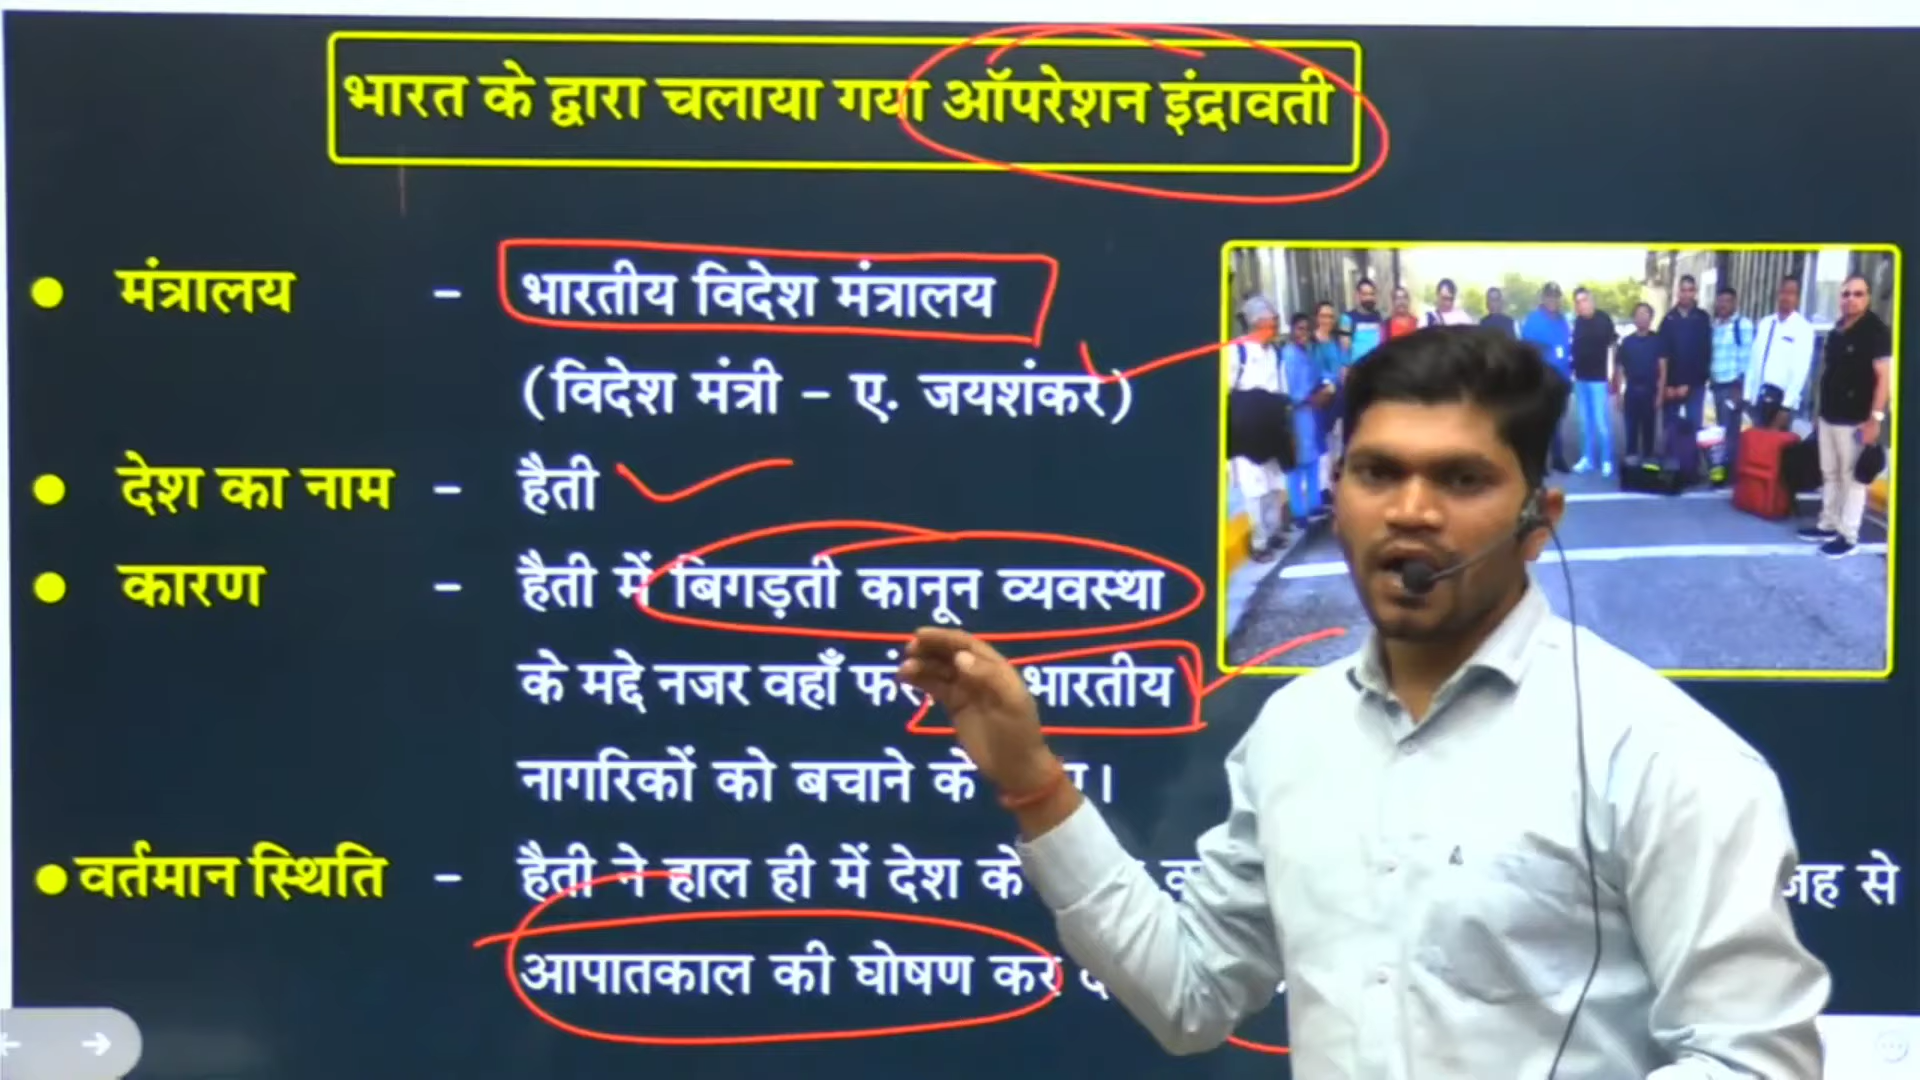 भारत के द्वारा चलाया गया ऑपरेशन इंद्रावती
• मंत्रालय - भारतीय विदेश मंत्रालय
(विदेश मंत्री - ए. जयशंकर)
• देश का नाम - हैती
• कारण - हैती में बिगड़ती कानून व्यवस्था
के मद्दे नजर वहाँ भारतीय
नागरिकों को बचाने के
• वर्तमान स्थिति - हैती ने हाल ही में देश के से
आपातकाल की घोषण कर